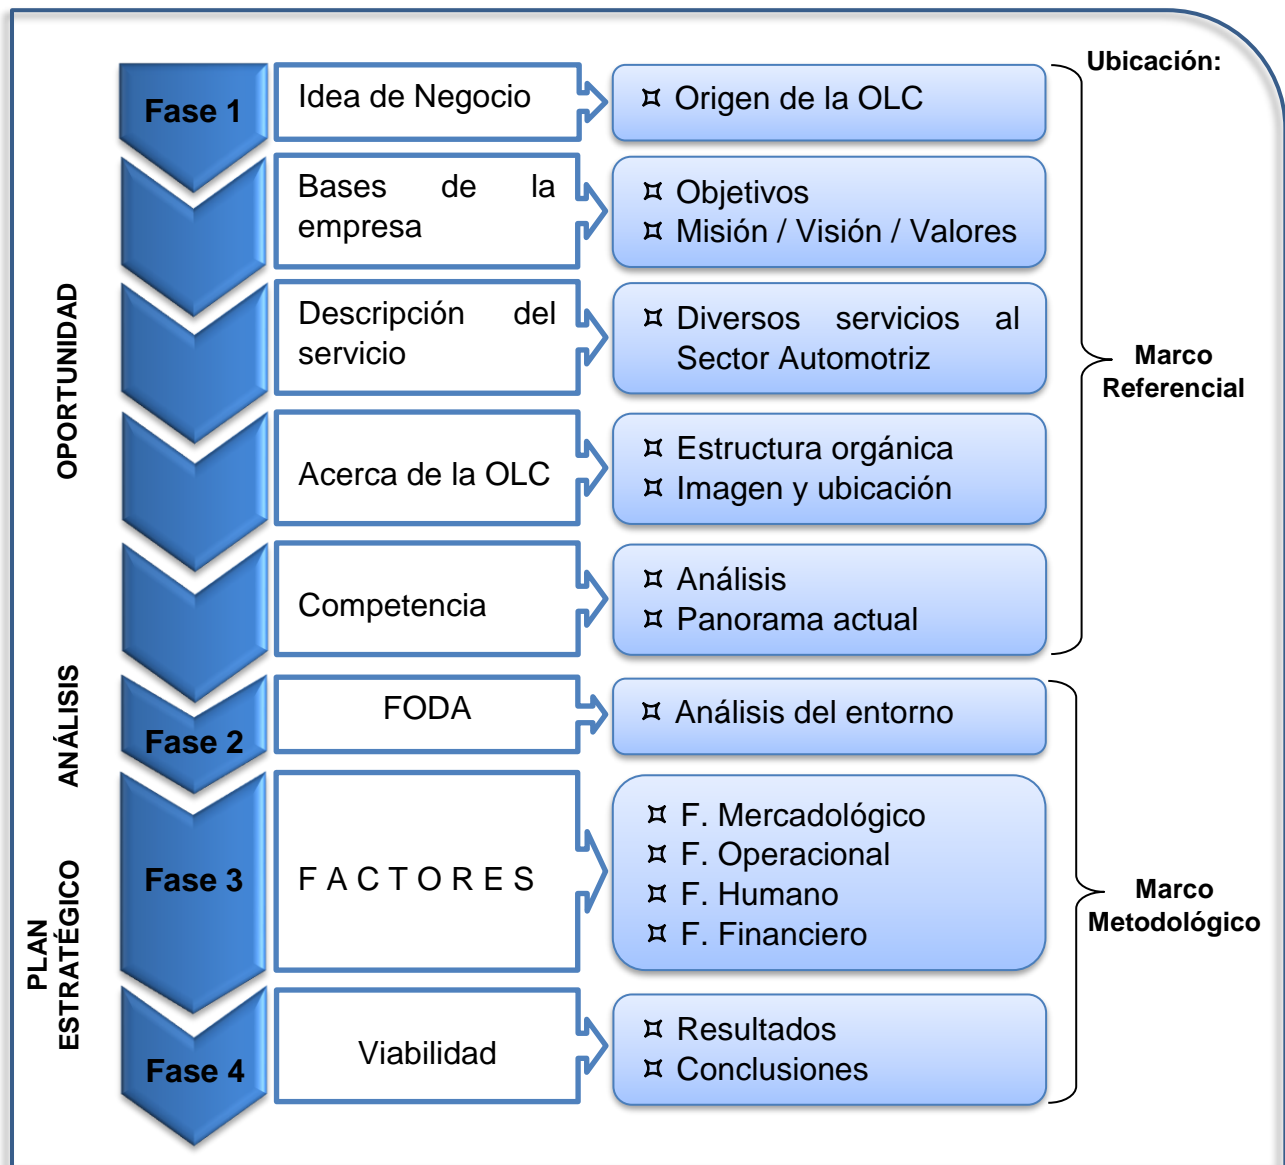 Ubicación:
Fase 1
Idea de Negocio
¤ Origen de la OLC
Bases de la
empresa
¤ Objetivos
¤ Misión / Visión / Valores
OPORTUNIDAD
Descripción del
servicio
¤ Diversos servicios al
Sector Automotriz
Marco
Referencial
Acerca de la OLC
¤ Estructura orgánica
¤ Imagen y ubicación
Competencia
¤ Análisis
¤ Panorama actual
ANÁLISIS
Fase 2
FODA
¤ Análisis del entorno
PLAN
ESTRATÉGICO
Fase 3
F A C T O R E S
¤ F. Mercadológico
¤ F. Operacional
¤ F. Humano
¤ F. Financiero
Marco
Metodológico
Fase 4
Viabilidad
¤ Resultados
¤ Conclusiones